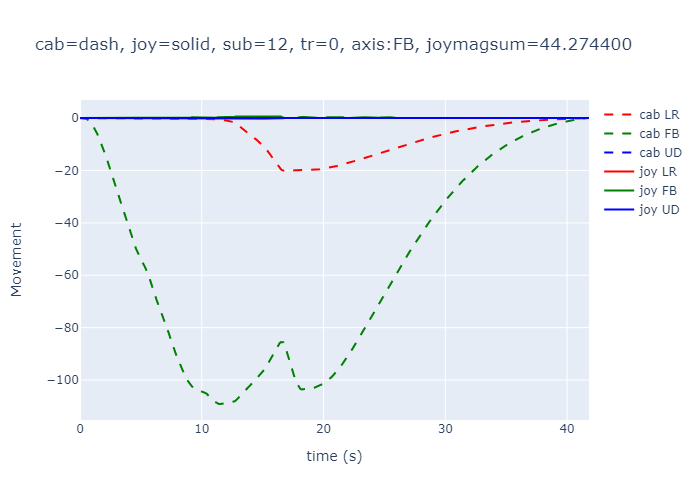 cab=dash, joy=solid, sub=12, tr=0, axis:FB, joymagsum=44.274400
0
−20
−40
−60
−80
−100
Movement
0
10
20
30
40
time (s)
cab LR
cab FB
cab UD
joy LR
joy FB
joy UD